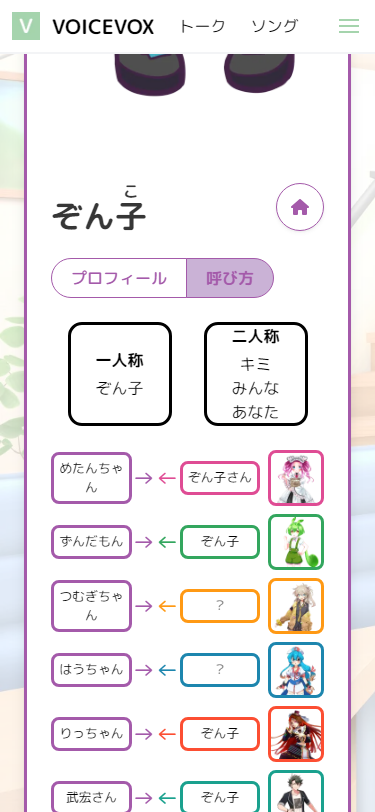 V VOICEVOX トーク ソング
こ
ぞん子
プロフィール 呼び方
一人称
ぞん子
二人称
キミ
みんな
あなた
めたんちゃ
ん
ぞん子さん
ずんだもん
ぞん子
つむぎちゃ
ん
?
はうちゃん
?
りっちゃん
ぞん子
武宏さん
ぞん子